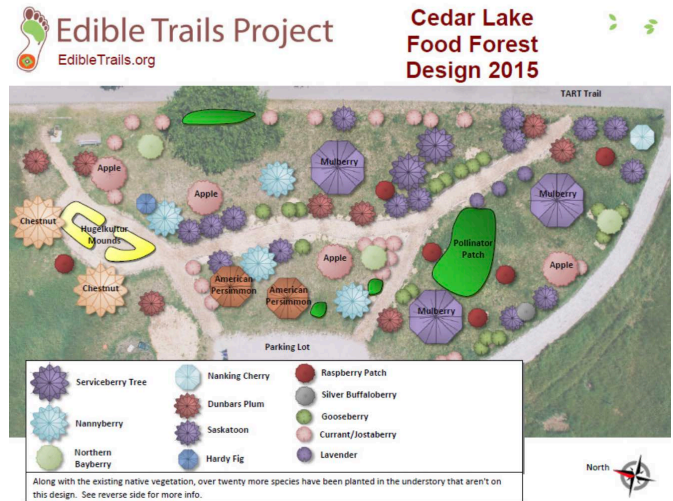 Edible Trails Project
EdibleTrails.org
Cedar Lake
Food Forest
Design 2015
TART Trail
Mulberry
Apple
Apple
Mulberry
Chestnut
Hugelkultur
Mounds
Pollinator
Patch
Apple
Apple
American
Persimmon
American
Persimmon
Chestnut
Mulberry
Parking Lot
Serviceberry Tree
Nannyberry
Northern
Bayberry
Nanking Cherry
Dunbars Plum
Saskatoon
Hardy Fig
Raspberry Patch
Silver Buffaloberry
Gooseberry
Currant/Jostaberry
Lavender
Along with the existing native vegetation, over twenty more species have been planted in the understory that aren't on
this design. See reverse side for more info.
North